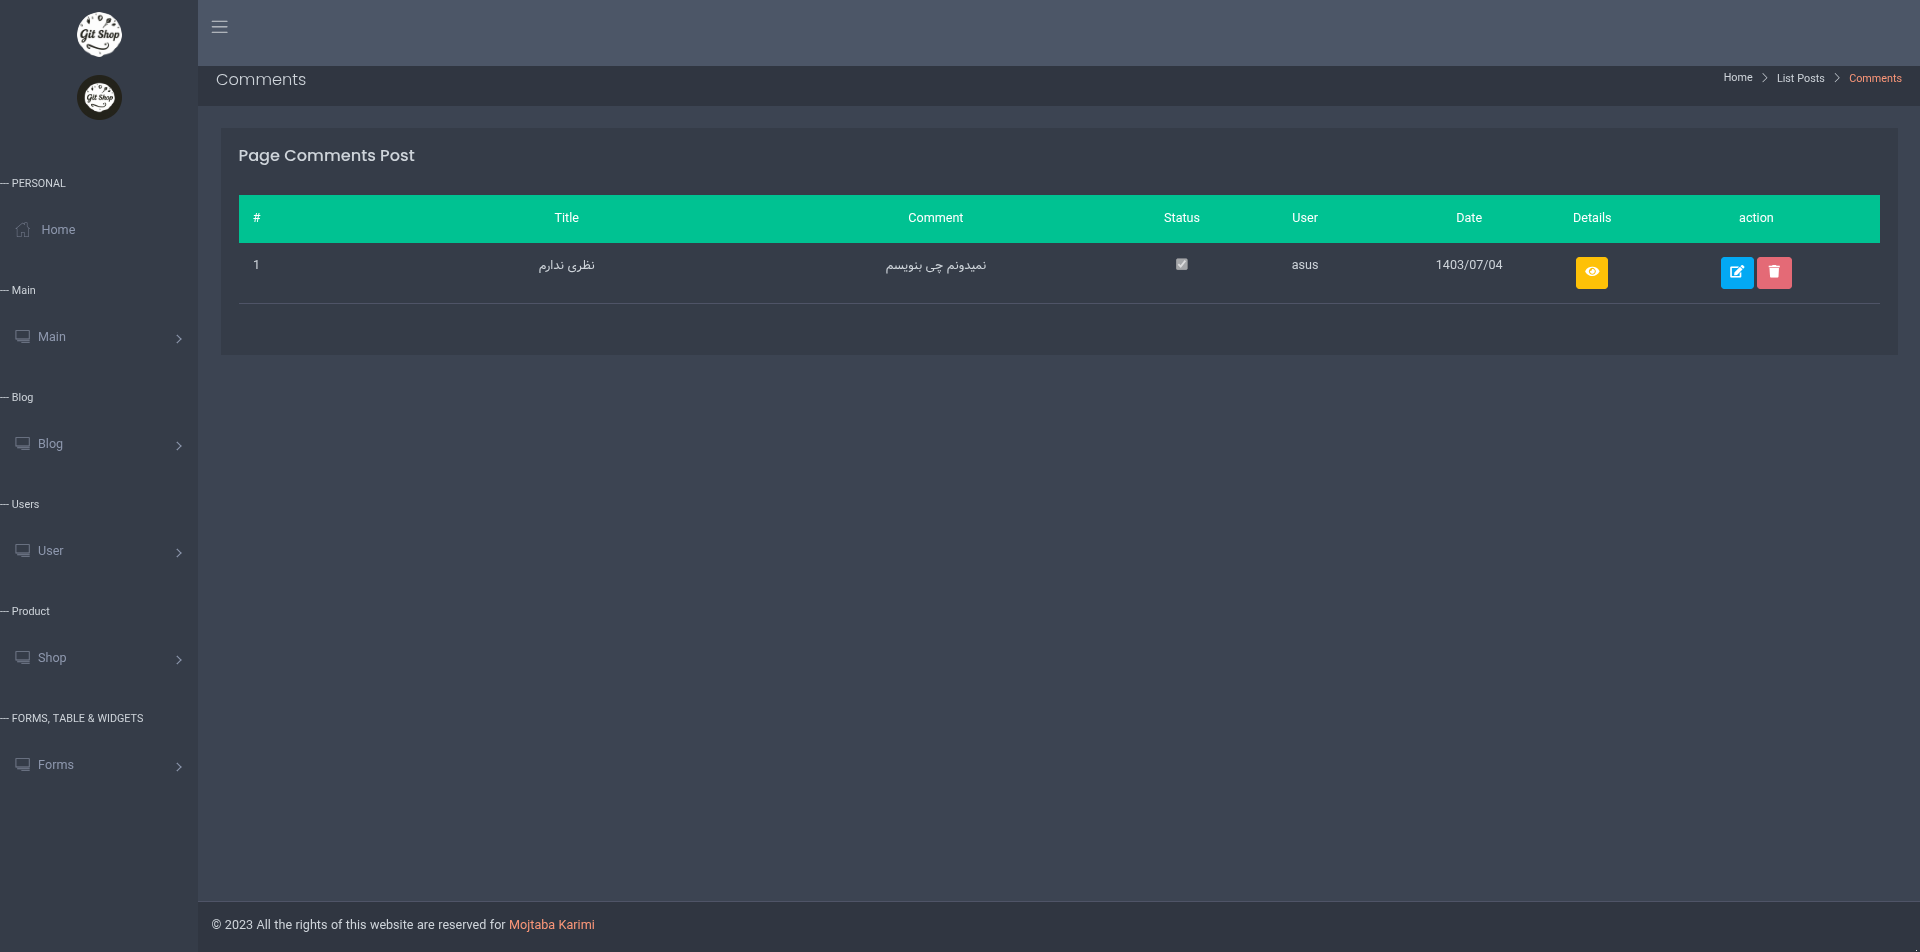 Git Shop
Git Shop
— PERSONAL
Home
— Main
Main
— Blog
Blog
— Users
User
— Product
Shop
— FORMS, TABLE & WIDGETS
Forms
Comments
Home > List Posts > Comments
Page Comments Post
# Title Comment Status User Date Details action
1 نظری ندارم نمیدونم چی بنویسم asus 1403/07/04
© 2023 All the rights of this website are reserved for Mojtaba Karimi